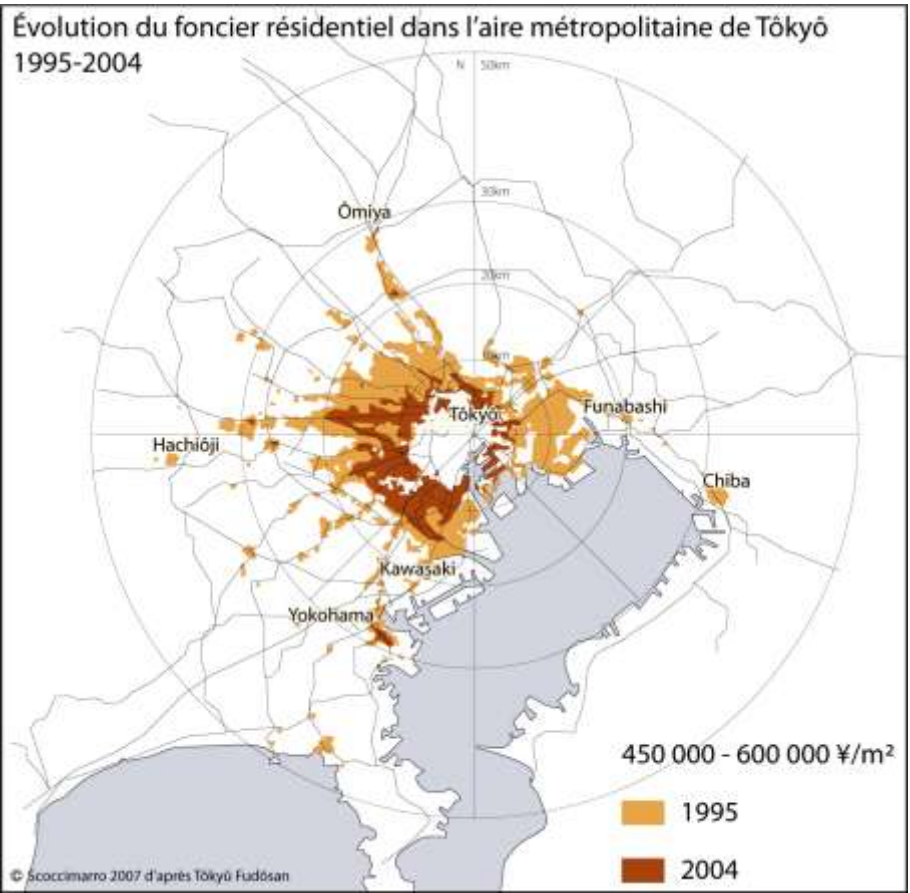 Évolution du foncier résidentiel dans l'aire métropolitaine de Tôkyô
1995-2004
N
50km
30km
Ômiya
20km
10km
Tôkyô
Funabashi
Hachiôji
Chiba
Kawasaki
Yokohama
450 000 - 600 000 ¥/m²
1995
2004
© Scoccimarro 2007 d'après Tôkyû Fudôsan